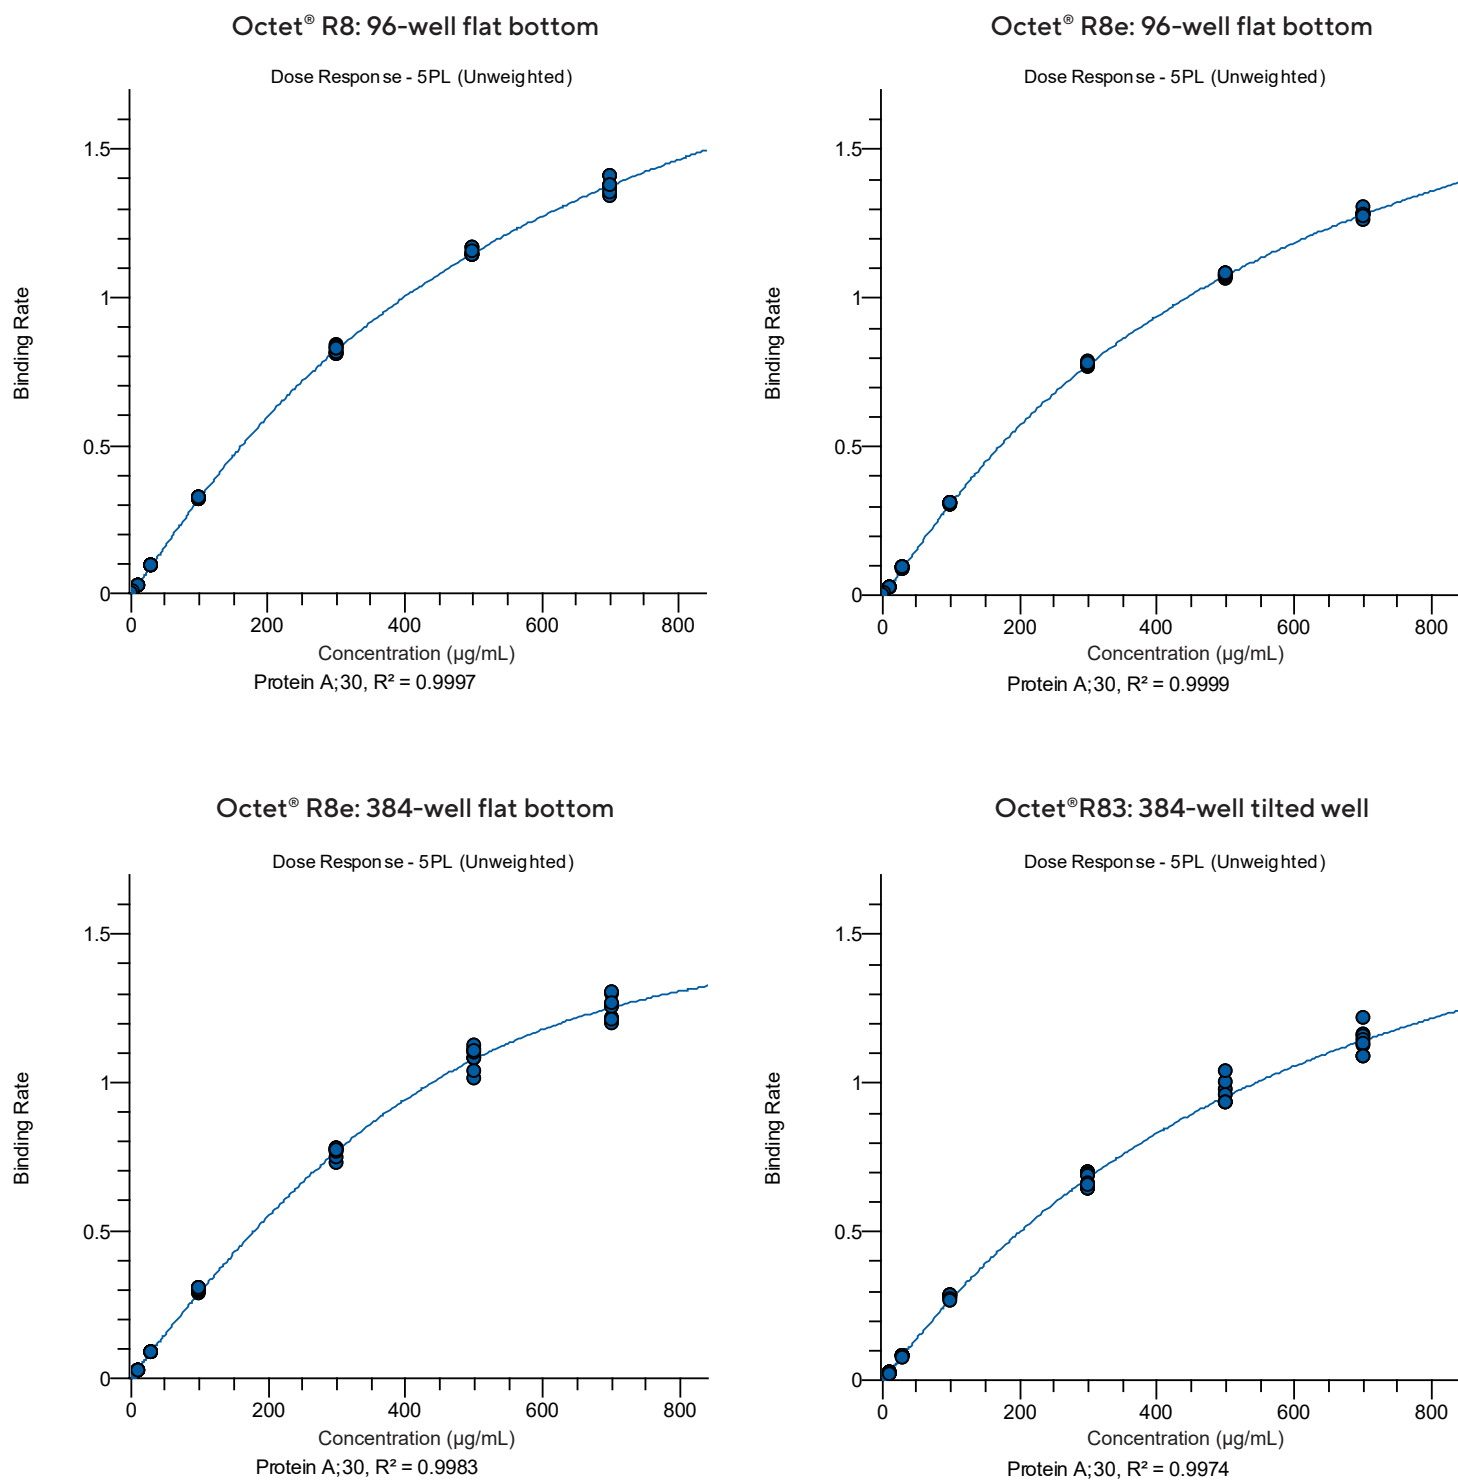 Octet® R8: 96-well flat bottom
Dose Response - 5PL (Unweighted)
1.5
1
0.5
0
Binding Rate
0 200 400 600 800
Concentration (µg/mL)
Protein A;30, R² = 0.9997
Octet® R8e: 96-well flat bottom
Dose Response - 5PL (Unweighted)
1.5
1
0.5
0
Binding Rate
0 200 400 600 800
Concentration (µg/mL)
Protein A;30, R² = 0.9999
Octet® R8e: 384-well flat bottom
Dose Response - 5PL (Unweighted)
1.5
1
0.5
0
Binding Rate
0 200 400 600 800
Concentration (µg/mL)
Protein A;30, R² = 0.9983
Octet®R83: 384-well tilted well
Dose Response - 5PL (Unweighted)
1.5
1
0.5
0
Binding Rate
0 200 400 600 800
Concentration (µg/mL)
Protein A;30, R² = 0.9974